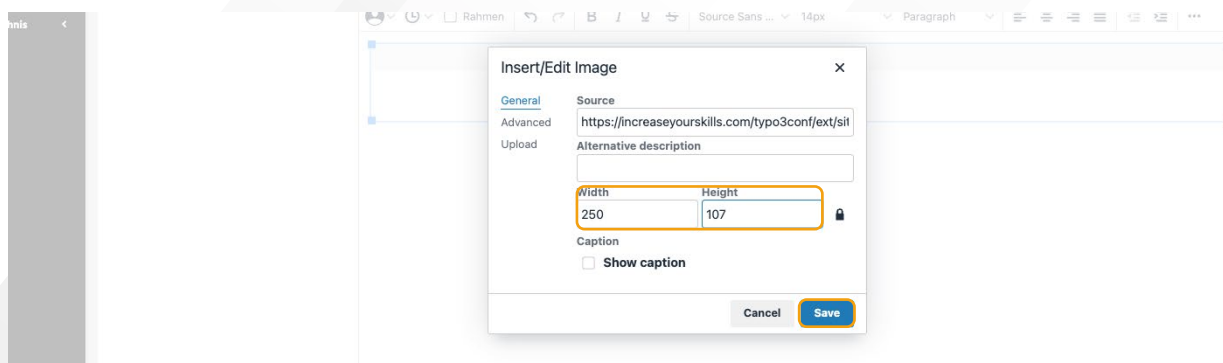 hnis
Rahmen B I U S Source Sans ... 14px Paragraph ...
Insert/Edit Image
General
Advanced
Upload
Source
https://increaseyourskills.com/typo3conf/ext/sit
Alternative description
Width Height
250 107
Caption
Show caption
Cancel Save